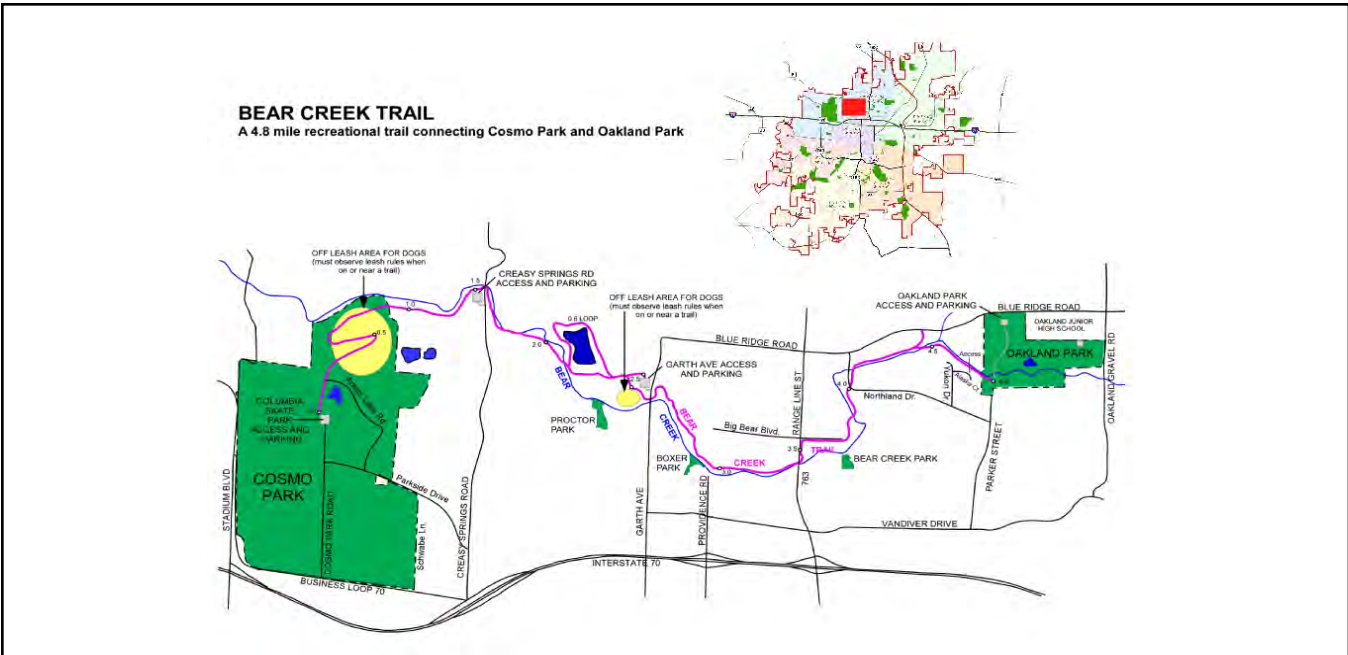 BEAR CREEK TRAIL
A 4.8 mile recreational trail connecting Cosmo Park and Oakland Park
OFF LEASH AREA FOR DOGS
(must observe leash rules when
on or near a trail)
1.5
CREASY SPRINGS RD
ACCESS AND PARKING
1.0
0.5
OFF LEASH AREA FOR DOGS
(must observe leash rules when
on or near a trail)
0.6 LOOP
2.0
OAKLAND PARK
ACCESS AND PARKING
BLUE RIDGE ROAD
OAKLAND JUNIOR
HIGH SCHOOL
OAKLAND PARK
BLUE RIDGE ROAD
4.5
Access
GARTH AVE ACCESS
AND PARKING
2.5
BEAR
CREEK
PROCTOR
PARK
COLUMBIA
SKATE
PARK
ACCESS AND
PARKING
COSMO
PARK
Parkside Drive
Schwabe Ln.
COSMO PARK ROAD
STADIUM BLVD
CREASY SPRINGS ROAD
BUSINESS LOOP 70
INTERSTATE 70
GARTH AVE
PROVIDENCE RD
BOXER
PARK
BEAR
CREEK
TRAIL
3.0
3.5
4.0
Big Bear Blvd.
RANGE LINE ST
763
BEAR CREEK PARK
Northland Dr.
Yukon Dr.
Alaska Ct.
PARKER STREET
VANDIVER DRIVE
OAKLAND GRAVEL RD